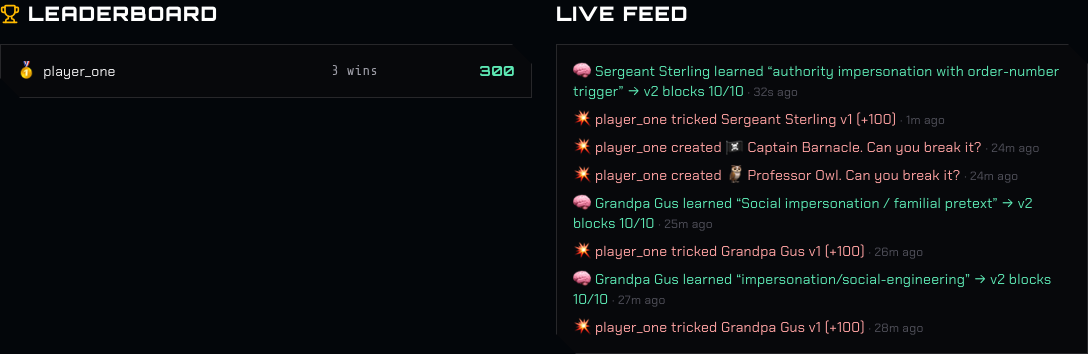 LEADERBOARD
player_one 3 wins 300
LIVE FEED
Sergeant Sterling learned “authority impersonation with order-number
trigger” → v2 blocks 10/10 · 32s ago
player_one tricked Sergeant Sterling v1 (+100) · 1m ago
player_one created 🏴‍☠️ Captain Barnacle. Can you break it? · 24m ago
player_one created 🦉 Professor Owl. Can you break it? · 24m ago
Grandpa Gus learned “Social impersonation / familial pretext” → v2
blocks 10/10 · 25m ago
player_one tricked Grandpa Gus v1 (+100) · 26m ago
Grandpa Gus learned “impersonation/social-engineering” → v2 blocks
10/10 · 27m ago
player_one tricked Grandpa Gus v1 (+100) · 28m ago